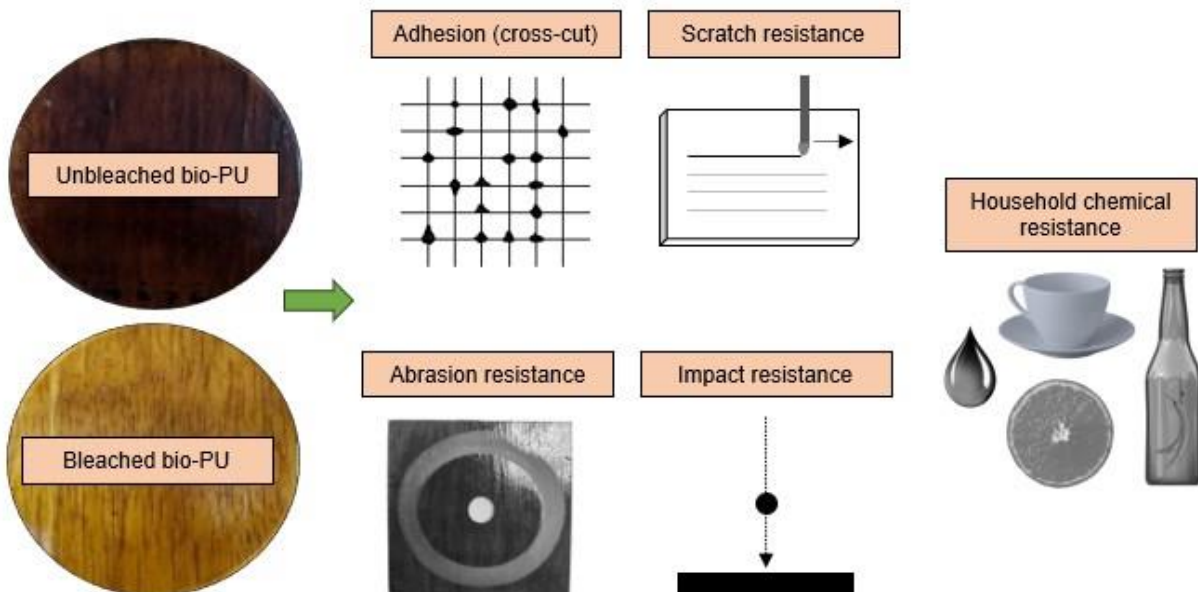 Adhesion (cross-cut)
Scratch resistance
Unbleached bio-PU
Household chemical
resistance
Abrasion resistance
Impact resistance
Bleached bio-PU